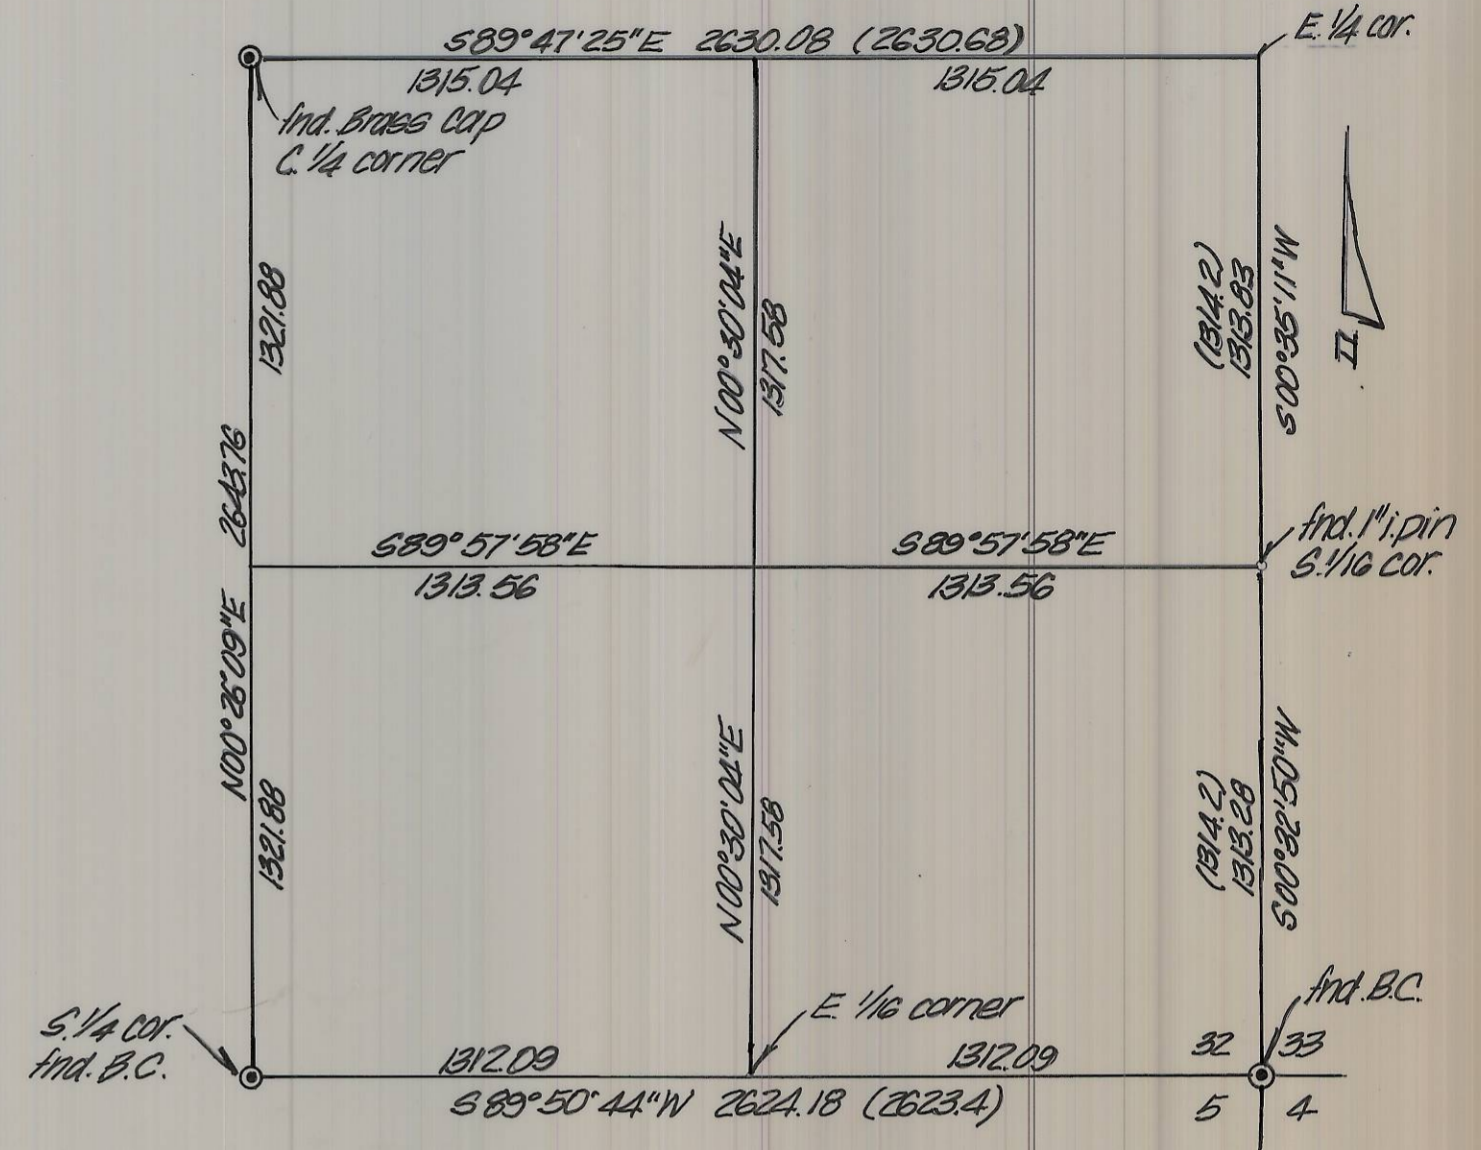 S89°47'25"E 2630.08 (2630.68)
E. 1/4 cor.
1315.04
1315.04
fnd. Brass Cap
C. 1/4 corner
1321.88
2643.76
N00°26'09"E
1321.88
N00°30'04"E
1317.58
(1314.2)
1313.83
S00°35'11"W
S89°57'58"E
1313.56
S89°57'58"E
1313.56
fnd. 1" i.pin
S. 1/16 cor.
N00°30'04"E
1317.58
(1314.2)
1313.28
S00°32'50"W
S. 1/4 cor.
fnd. B.C.
E. 1/16 corner
fnd. B.C.
1312.09
1312.09
32 33
S89°50'44"W 2624.18 (2623.4)
5 4